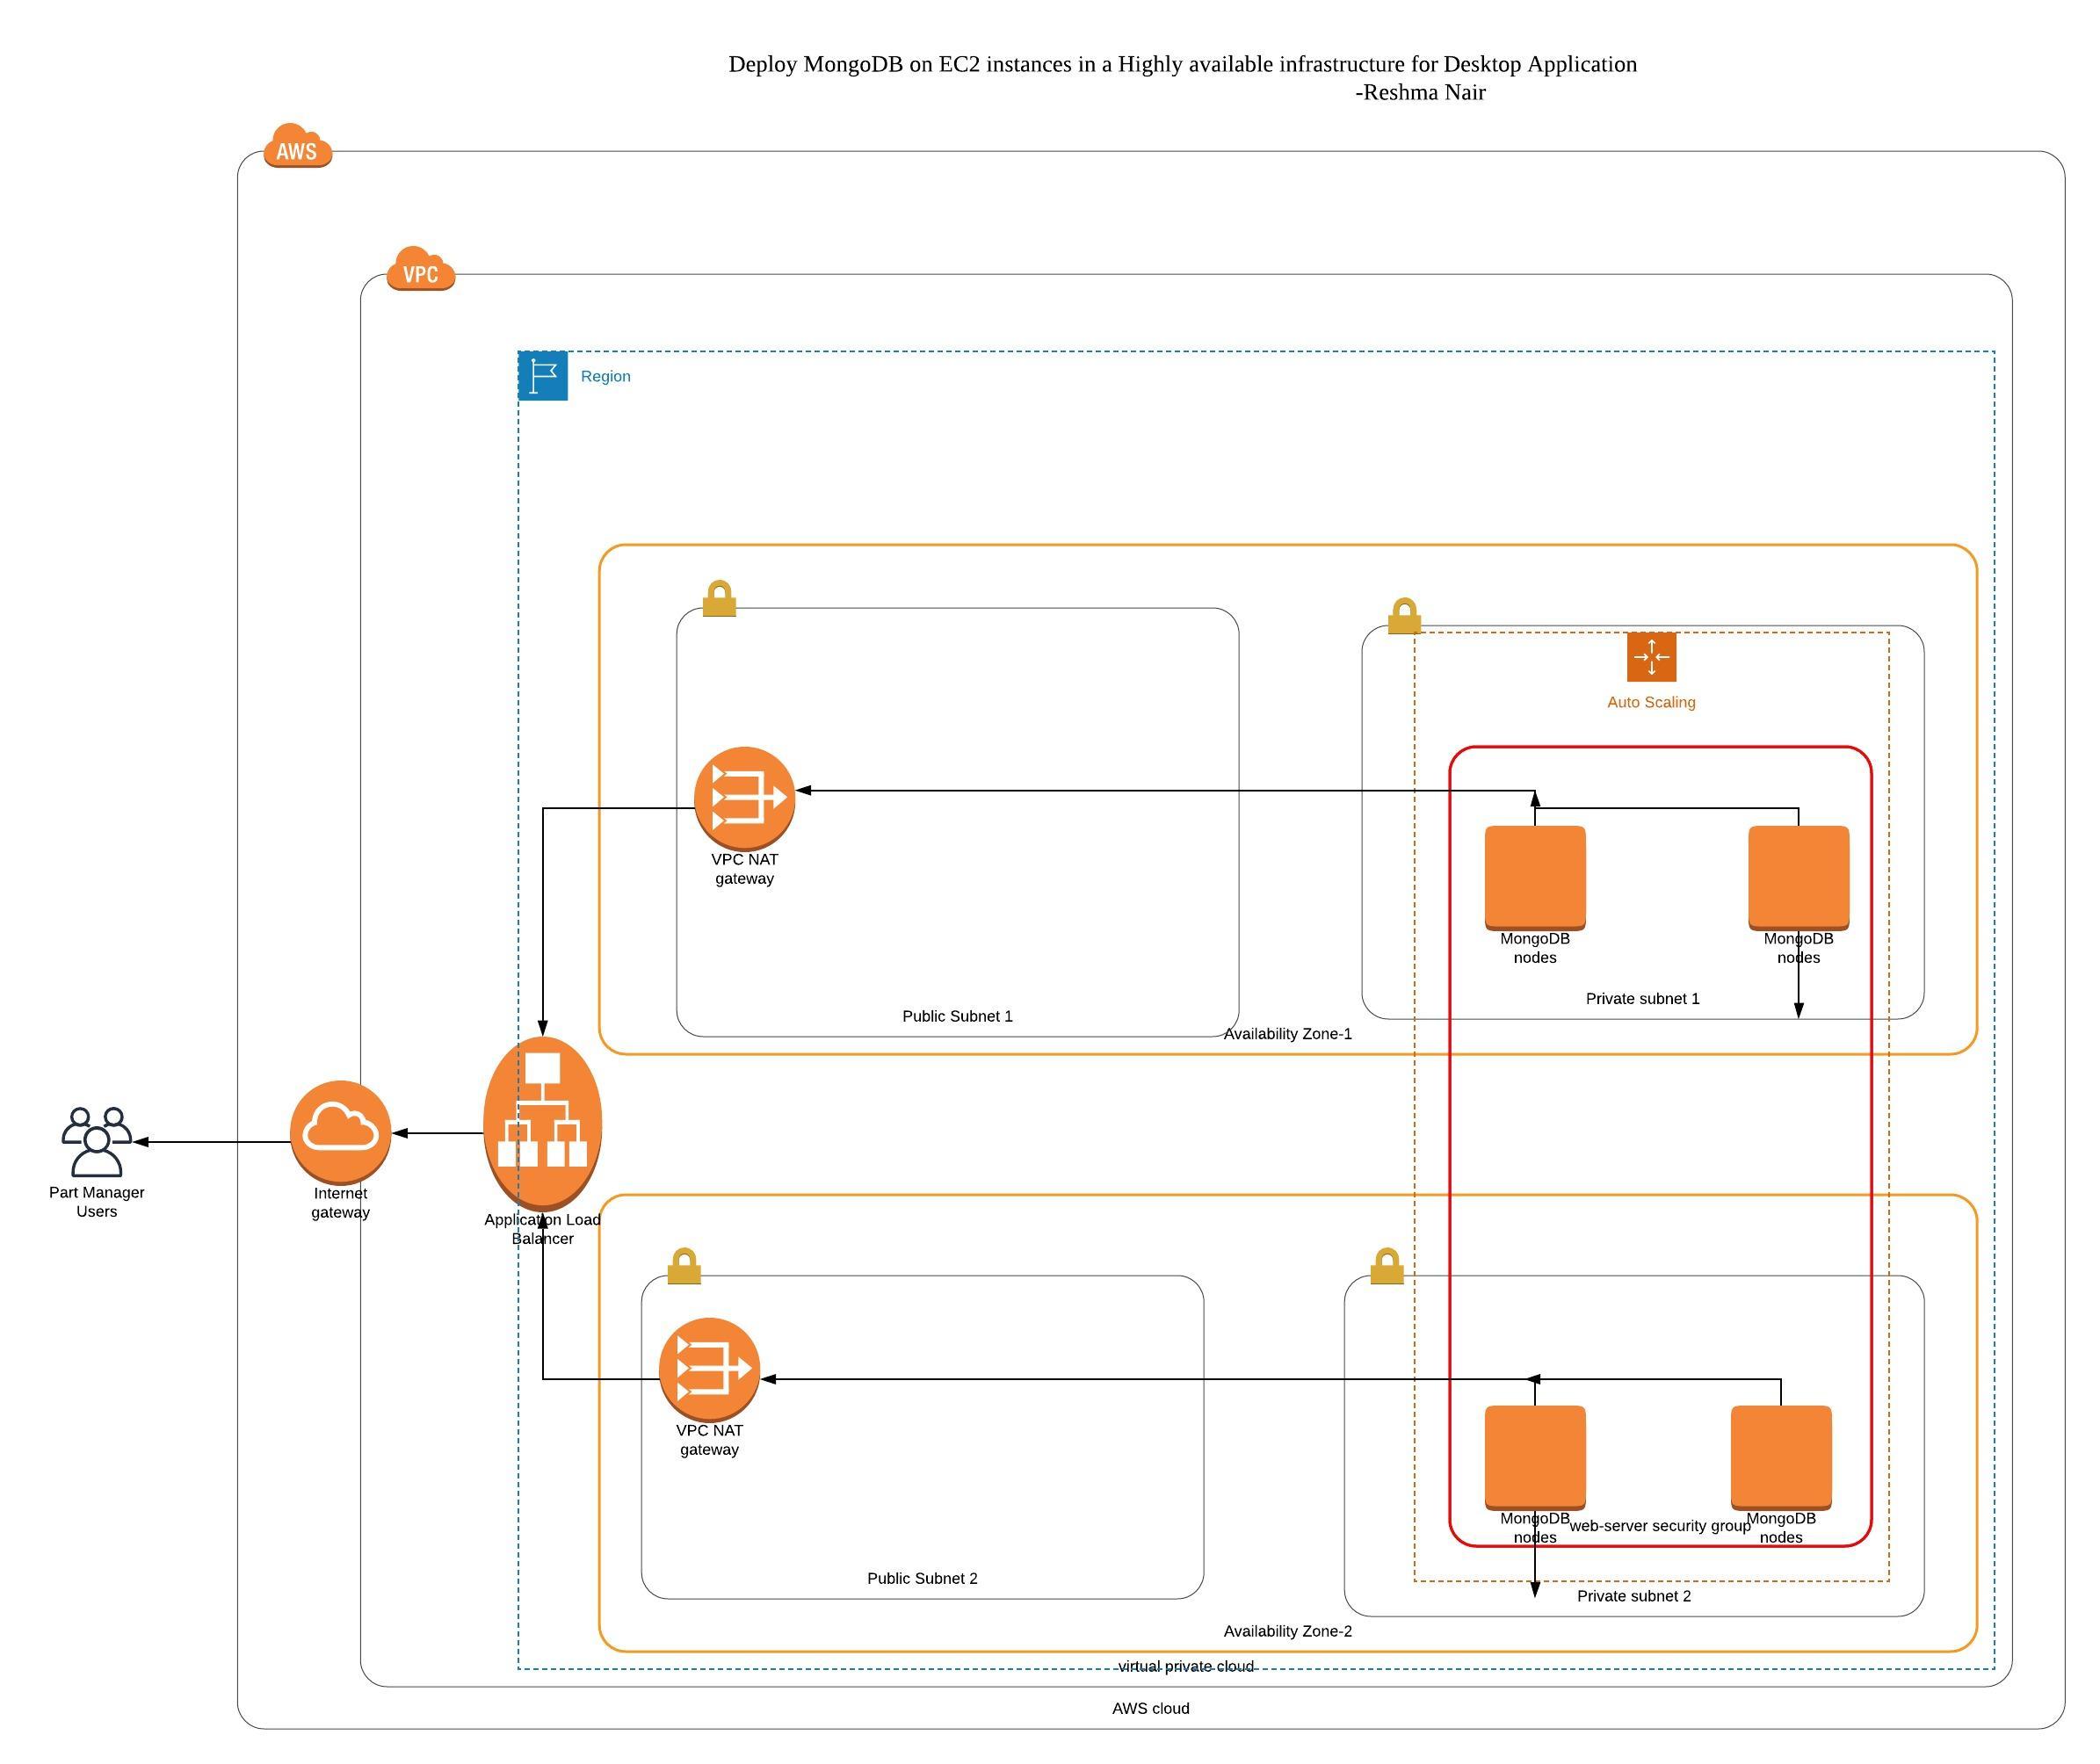 Deploy MongoDB on EC2 instances in a Highly available infrastructure for Desktop Application
-Reshma Nair
AWS
VPC
Region
Auto Scaling
VPC NAT
gateway
MongoDB
nodes
MongoDB
nodes
Private subnet 1
Public Subnet 1
Availability Zone-1
Part Manager
Users
Internet
gateway
Application Load
Balancer
VPC NAT
gateway
MongoDB
nodes
web-server security group
MongoDB
nodes
Public Subnet 2
Private subnet 2
Availability Zone-2
virtual private cloud
AWS cloud